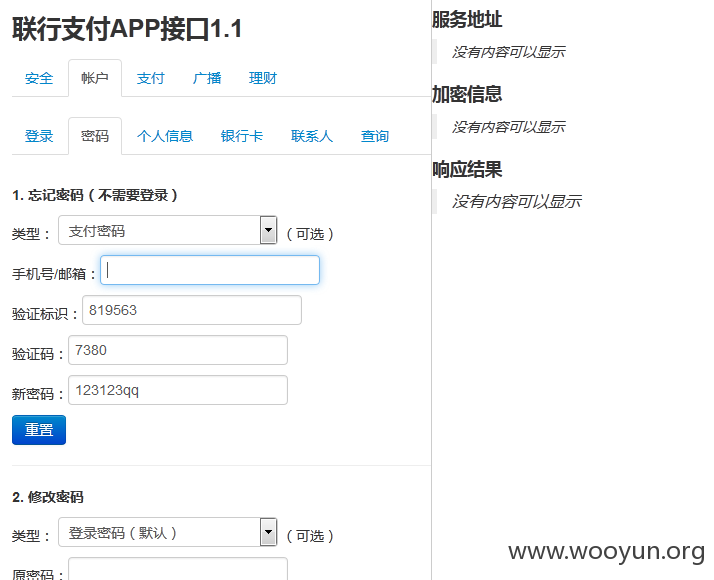 联行支付APP接口1.1
安全 帐户 支付 广播 理财
登录 密码 个人信息 银行卡 联系人 查询
1. 忘记密码（不需要登录）
类型： 支付密码 （可选）
手机号/邮箱：
验证标识： 819563
验证码： 7380
新密码： 123123qq
重置
2. 修改密码
类型： 登录密码（默认） （可选）
原密码：
服务地址
没有内容可以显示
加密信息
没有内容可以显示
响应结果
没有内容可以显示
www.wooyun.org